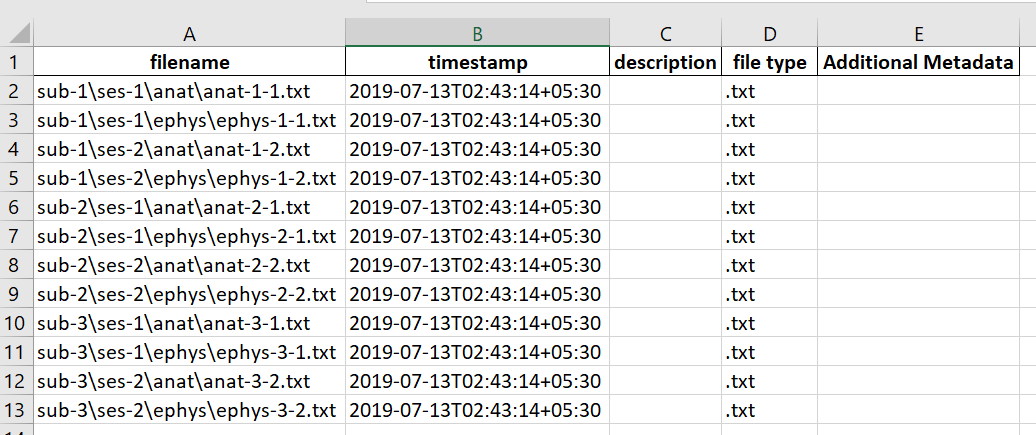 A B C D E
1 filename timestamp description file type Additional Metadata
2 sub-1\ses-1\anat\anat-1-1.txt 2019-07-13T02:43:14+05:30 .txt
3 sub-1\ses-1\ephys\ephys-1-1.txt 2019-07-13T02:43:14+05:30 .txt
4 sub-1\ses-2\anat\anat-1-2.txt 2019-07-13T02:43:14+05:30 .txt
5 sub-1\ses-2\ephys\ephys-1-2.txt 2019-07-13T02:43:14+05:30 .txt
6 sub-2\ses-1\anat\anat-2-1.txt 2019-07-13T02:43:14+05:30 .txt
7 sub-2\ses-1\ephys\ephys-2-1.txt 2019-07-13T02:43:14+05:30 .txt
8 sub-2\ses-2\anat\anat-2-2.txt 2019-07-13T02:43:14+05:30 .txt
9 sub-2\ses-2\ephys\ephys-2-2.txt 2019-07-13T02:43:14+05:30 .txt
10 sub-3\ses-1\anat\anat-3-1.txt 2019-07-13T02:43:14+05:30 .txt
11 sub-3\ses-1\ephys\ephys-3-1.txt 2019-07-13T02:43:14+05:30 .txt
12 sub-3\ses-2\anat\anat-3-2.txt 2019-07-13T02:43:14+05:30 .txt
13 sub-3\ses-2\ephys\ephys-3-2.txt 2019-07-13T02:43:14+05:30 .txt